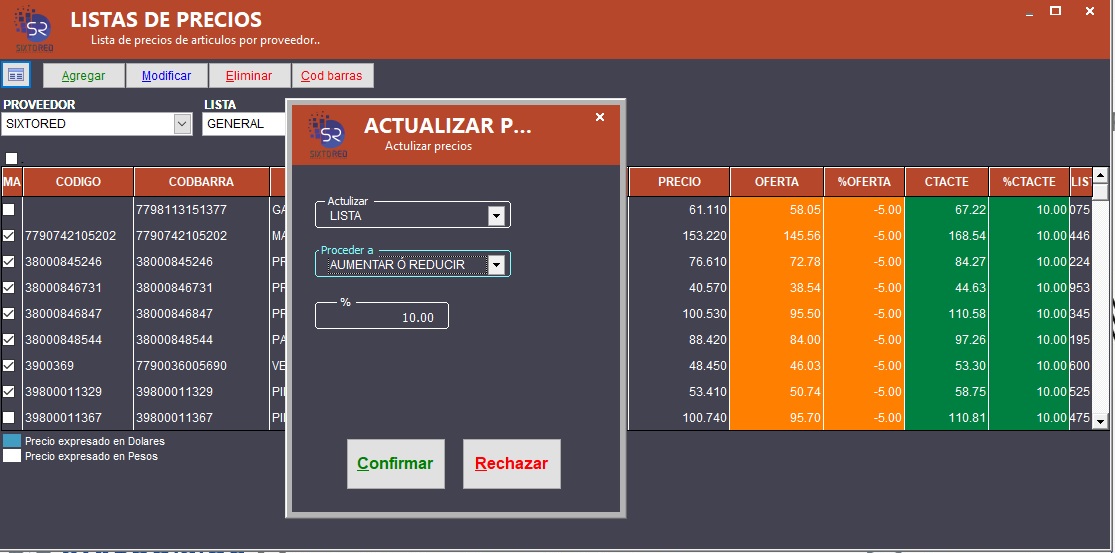 LISTAS DE PRECIOS
Lista de precios de articulos por proveedor..
SR
SIXTORED
Agregar Modificar Eliminar Cod barras
PROVEEDOR LISTA
SIXTORED GENERAL
ACTUALIZAR P...
Actulizar precios
SR
SIXTORED
Actulizar
LISTA
Proceder a
AUMENTAR Ó REDUCIR
%
10.00
Confirmar Rechazar
MA CODIGO CODBARRA PRECIO OFERTA %OFERTA CTACTE %CTACTE LIST
7798113151377 GA 61.110 58.05 -5.00 67.22 10.00 075
7790742105202 7790742105202 MA 153.220 145.56 -5.00 168.54 10.00 446
38000845246 38000845246 PR 76.610 72.78 -5.00 84.27 10.00 224
38000846731 38000846731 PR 40.570 38.54 -5.00 44.63 10.00 953
38000846847 38000846847 PR 100.530 95.50 -5.00 110.58 10.00 345
38000848544 38000848544 PA 88.420 84.00 -5.00 97.26 10.00 195
3900369 7790036005690 VE 48.450 46.03 -5.00 53.30 10.00 600
39800011329 39800011329 PI 53.410 50.74 -5.00 58.75 10.00 525
39800011367 39800011367 PI 100.740 95.70 -5.00 110.81 10.00 475
Precio expresado en Dolares
Precio expresado en Pesos